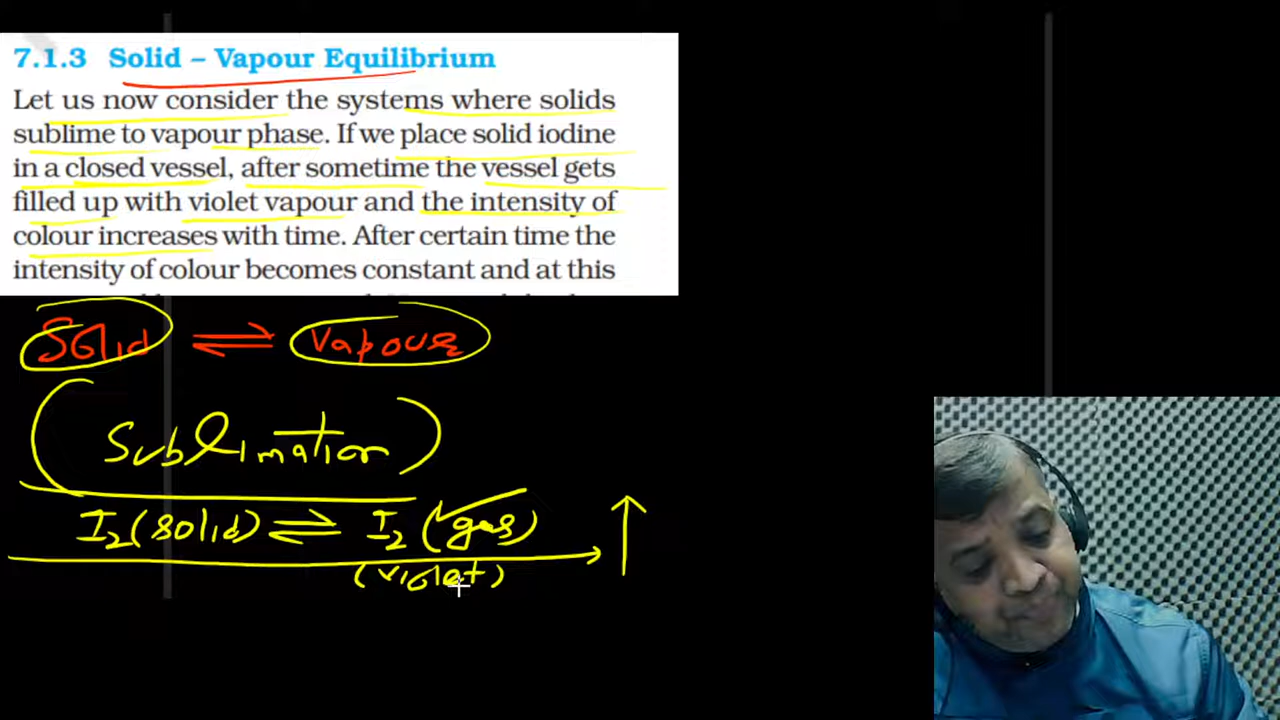 7.1.3 Solid – Vapour Equilibrium
Let us now consider the systems where solids
sublime to vapour phase. If we place solid iodine
in a closed vessel, after sometime the vessel gets
filled up with violet vapour and the intensity of
colour increases with time. After certain time the
intensity of colour becomes constant and at this
Solid ⇌ Vapour
(Sublimation)
I₂ (solid) ⇌ I₂ (gas) ↑
(violet)